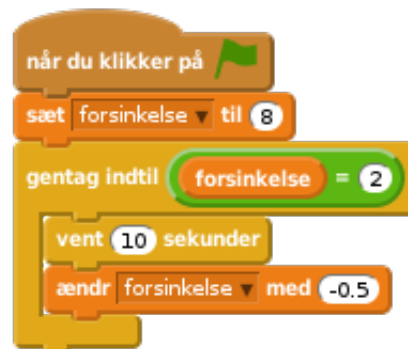 når du klikker på
sæt forsinkelse til 8
gentag indtil forsinkelse = 2
vent 10 sekunder
ændr forsinkelse med -0.5